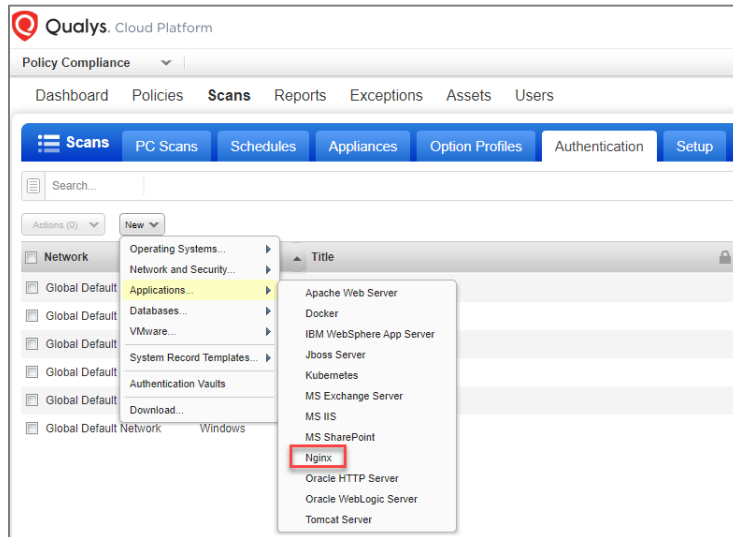 Qualys. Cloud Platform
Policy Compliance
Dashboard Policies Scans Reports Exceptions Assets Users
Scans PC Scans Schedules Appliances Option Profiles Authentication Setup
Search...
Actions (0) New
Network Title
Operating Systems...
Network and Security...
Global Default
Applications...
Apache Web Server
Global Default
Databases...
Docker
VMware...
IBM WebSphere App Server
Global Default
System Record Templates...
Jboss Server
Global Default
Kubernetes
Authentication Vaults
MS Exchange Server
Global Default
Download...
MS IIS
Global Default Network Windows
MS SharePoint
Nginx
Oracle HTTP Server
Oracle WebLogic Server
Tomcat Server